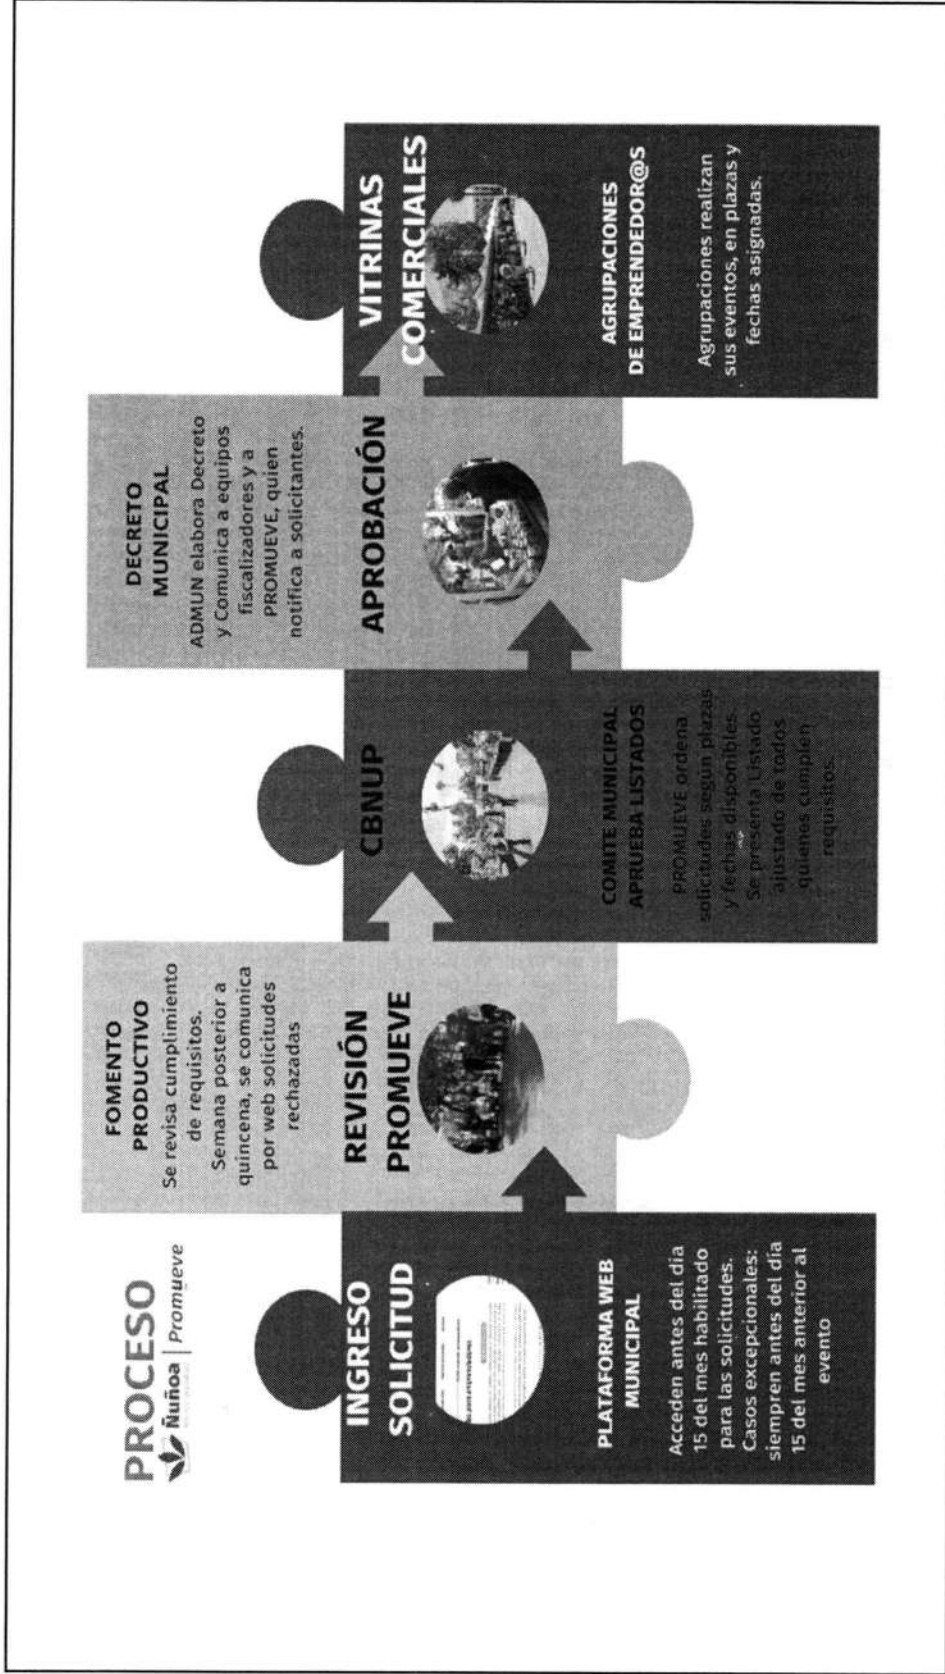 PROCESO
Ñuñoa | Promueve
INGRESO
SOLICITUD
PLATAFORMA WEB
MUNICIPAL
Acceden antes del día
15 del mes habilitado
para las solicitudes.
Casos excepcionales:
siempren antes del día
15 del mes anterior al
evento
FOMENTO
PRODUCTIVO
Se revisa cumplimiento
de requisitos.
Semana posterior a
quincena, se comunica
por web solicitudes
rechazadas
REVISIÓN
PROMUEVE
CBNUP
COMITE MUNICIPAL
APRUEBA LISTADOS
PROMUEVE ordena
solicitudes según plazas
y fechas disponibles.
Se presenta Listado
ajustado de todos
quienes cumplen
requisitos.
DECRETO
MUNICIPAL
ADMUN elabora Decreto
y Comunica a equipos
fiscalizadores y a
PROMUEVE, quien
notifica a solicitantes.
APROBACIÓN
VITRINAS
COMERCIALES
AGRUPACIONES
DE EMPRENDEDOR@S
Agrupaciones realizan
sus eventos, en plazas y
fechas asignadas.